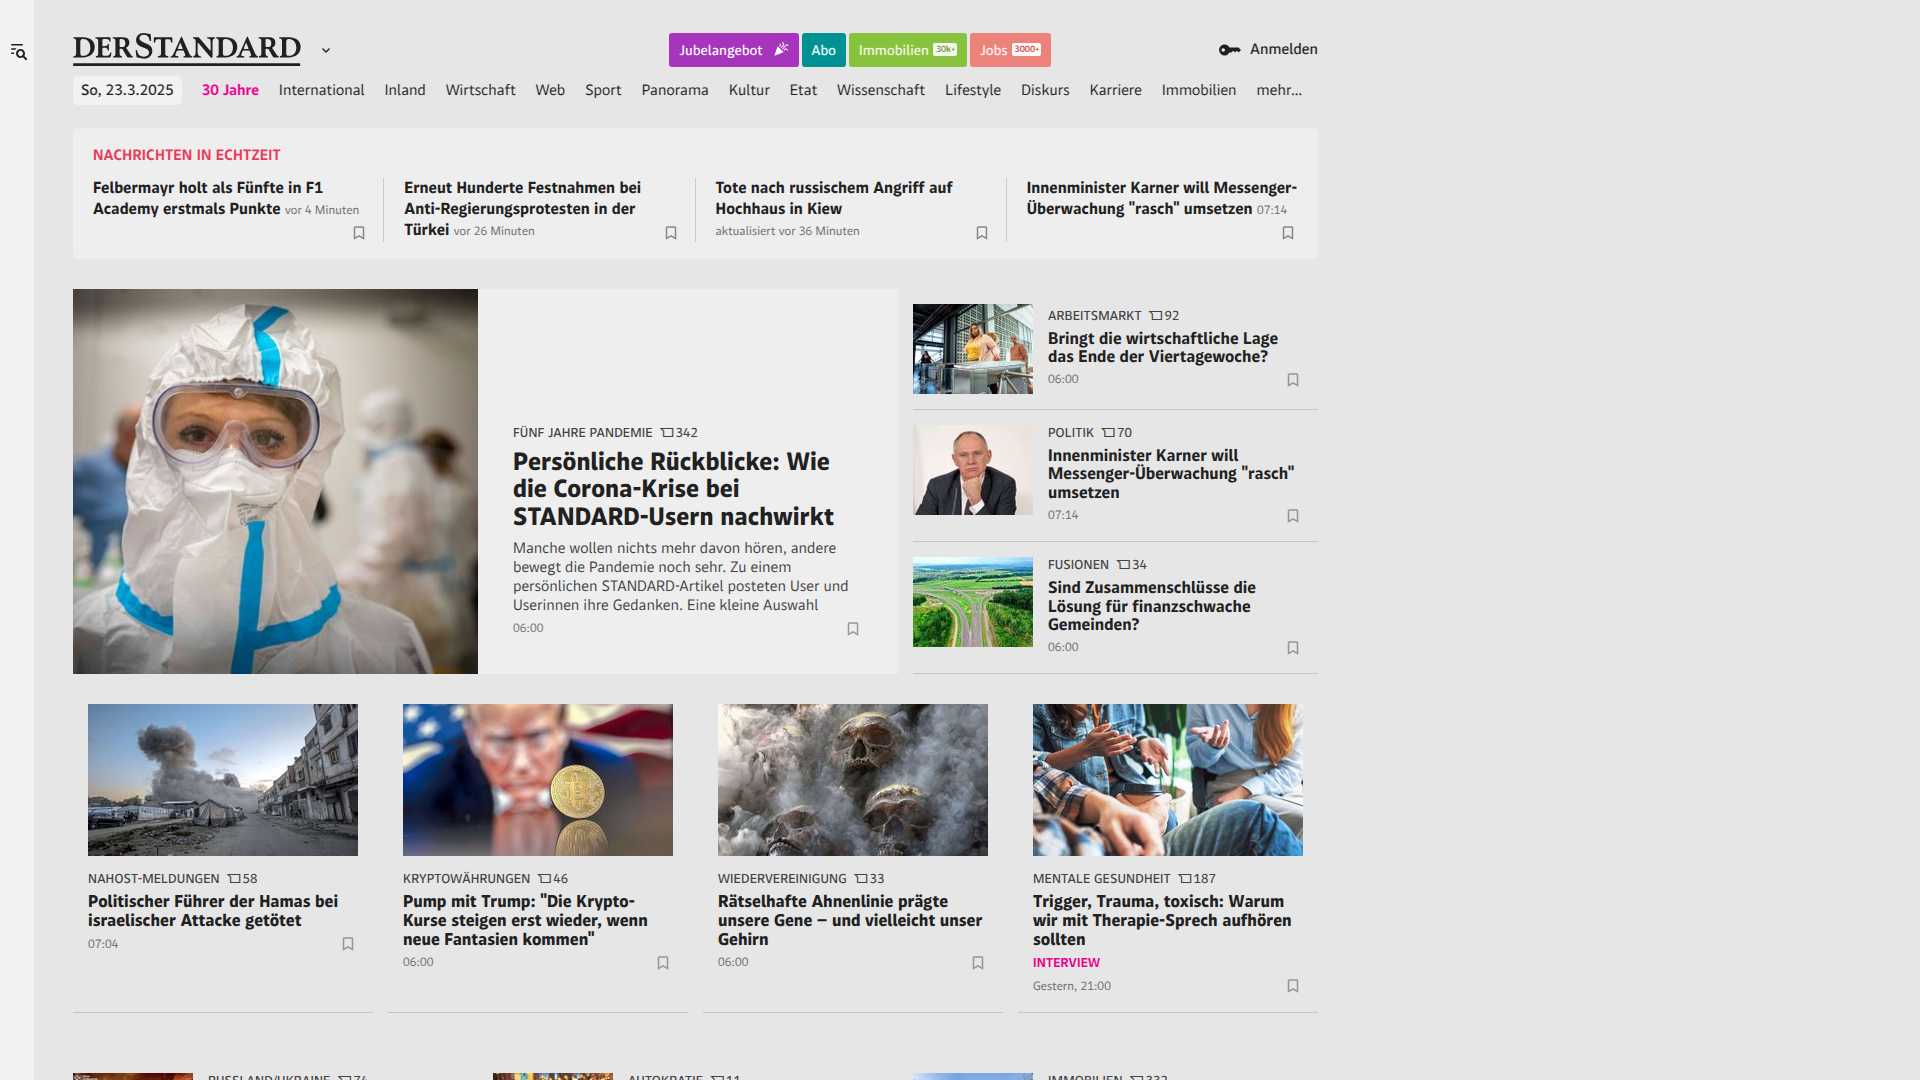 DERSTANDARD
Jubelangebot
Abo
Immobilien 30k+
Jobs 3000+
Anmelden
So, 23.3.2025
30 Jahre
International
Inland
Wirtschaft
Web
Sport
Panorama
Kultur
Etat
Wissenschaft
Lifestyle
Diskurs
Karriere
Immobilien
mehr...
NACHRICHTEN IN ECHTZEIT
Felbermayr holt als Fünfte in F1
Academy erstmals Punkte vor 4 Minuten
Erneut Hunderte Festnahmen bei
Anti-Regierungsprotesten in der
Türkei vor 26 Minuten
Tote nach russischem Angriff auf
Hochhaus in Kiew
aktualisiert vor 36 Minuten
Innenminister Karner will Messenger-
Überwachung "rasch" umsetzen 07:14
FÜNF JAHRE PANDEMIE 342
Persönliche Rückblicke: Wie
die Corona-Krise bei
STANDARD-Usern nachwirkt
Manche wollen nichts mehr davon hören, andere
bewegt die Pandemie noch sehr. Zu einem
persönlichen STANDARD-Artikel posteten User und
Userinnen ihre Gedanken. Eine kleine Auswahl
06:00
ARBEITSMARKT 92
Bringt die wirtschaftliche Lage
das Ende der Viertagewoche?
06:00
POLITIK 70
Innenminister Karner will
Messenger-Überwachung "rasch"
umsetzen
07:14
FUSIONEN 34
Sind Zusammenschlüsse die
Lösung für finanzschwache
Gemeinden?
06:00
NAHOST-MELDUNGEN 58
Politischer Führer der Hamas bei
israelischer Attacke getötet
07:04
KRYPTOWÄHRUNGEN 46
Pump mit Trump: "Die Krypto-
Kurse steigen erst wieder, wenn
neue Fantasien kommen"
06:00
WIEDERVEREINIGUNG 33
Rätselhafte Ahnenlinie prägte
unsere Gene – und vielleicht unser
Gehirn
06:00
MENTALE GESUNDHEIT 187
Trigger, Trauma, toxisch: Warum
wir mit Therapie-Sprech aufhören
sollten
INTERVIEW
Gestern, 21:00
RUSSLAND/UKRAINE 74
AUTOKRATIE 11
IMMOBILIEN 332